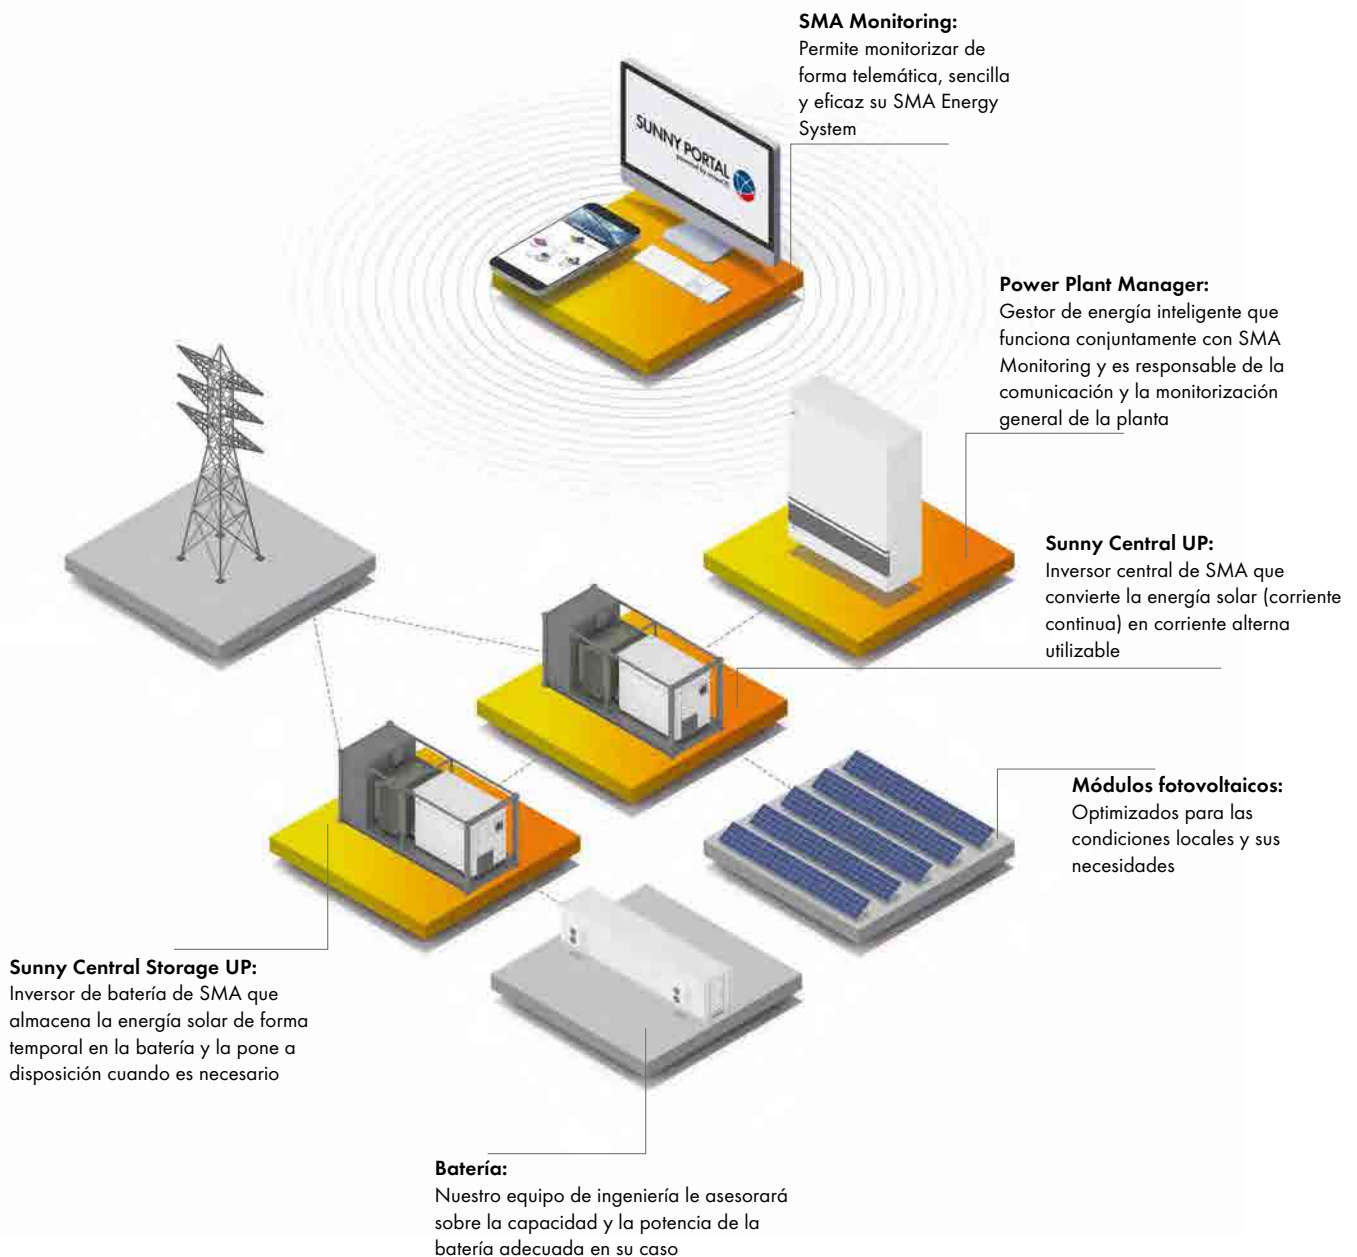 SMA Monitoring:
Permite monitorizar de
forma telemática, sencilla
y eficaz su SMA Energy
System
SUNNY PORTAL
powered by
Power Plant Manager:
Gestor de energía inteligente que
funciona conjuntamente con SMA
Monitoring y es responsable de la
comunicación y la monitorización
general de la planta
Sunny Central UP:
Inversor central de SMA que
convierte la energía solar (corriente
continua) en corriente alterna
utilizable
Módulos fotovoltaicos:
Optimizados para las
condiciones locales y sus
necesidades
Sunny Central Storage UP:
Inversor de batería de SMA que
almacena la energía solar de forma
temporal en la batería y la pone a
disposición cuando es necesario
Batería:
Nuestro equipo de ingeniería le asesorará
sobre la capacidad y la potencia de la
batería adecuada en su caso